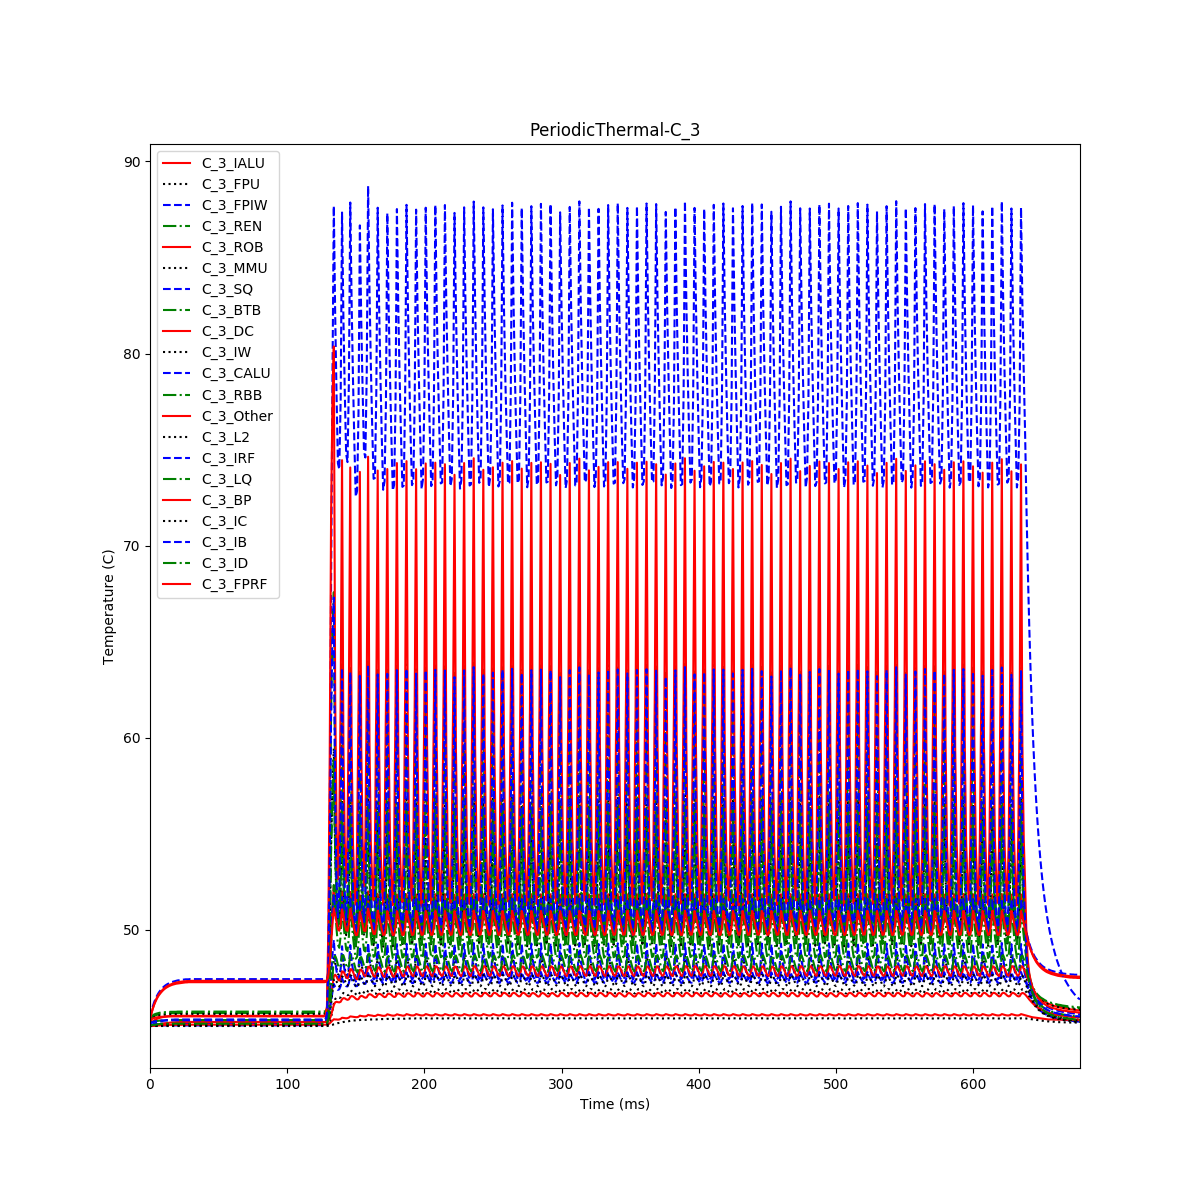 PeriodicThermal-C_3
90
80
70
60
50
Temperature (C)
C_3_IALU
C_3_FPU
C_3_FPIW
C_3_REN
C_3_ROB
C_3_MMU
C_3_SQ
C_3_BTB
C_3_DC
C_3_IW
C_3_CALU
C_3_RBB
C_3_Other
C_3_L2
C_3_IRF
C_3_LQ
C_3_BP
C_3_IC
C_3_IB
C_3_ID
C_3_FPRF
0 100 200 300 400 500 600
Time (ms)